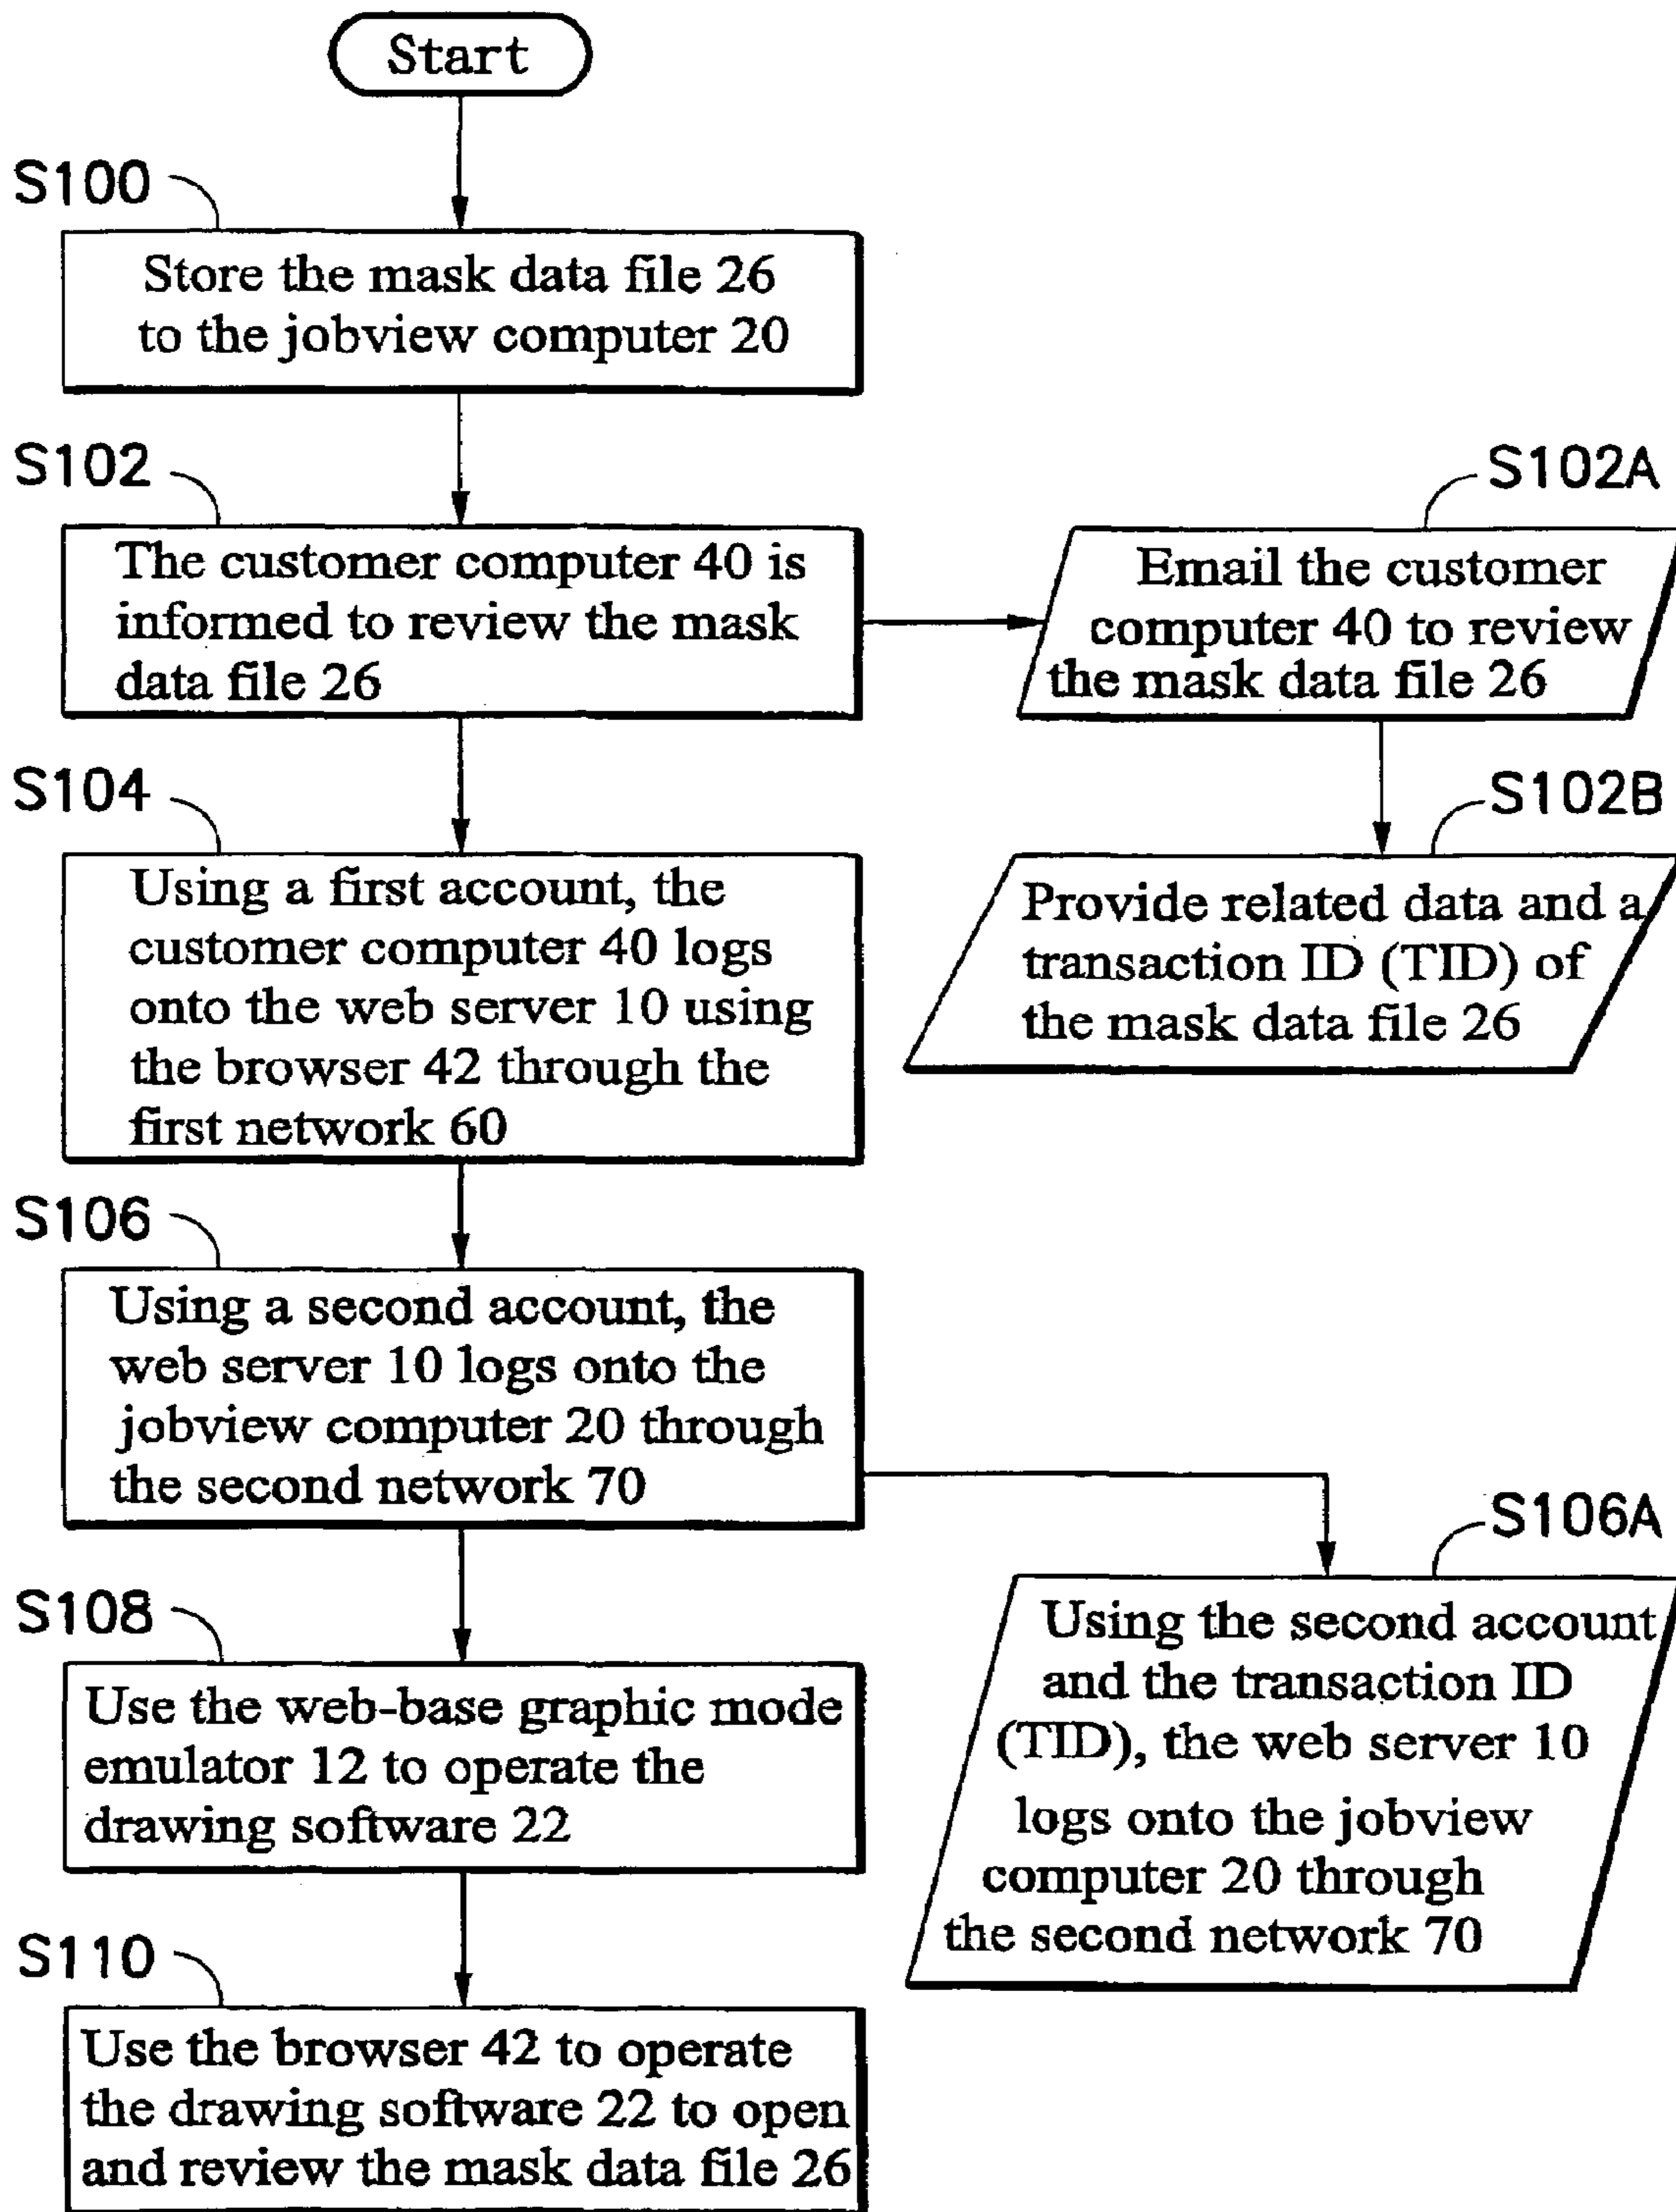 Start
S100
Store the mask data file 26
to the jobview computer 20
S102
The customer computer 40 is
informed to review the mask
data file 26
S102A
Email the customer
computer 40 to review
the mask data file 26
S102B
Provide related data and a
transaction ID (TID) of
the mask data file 26
S104
Using a first account, the
customer computer 40 logs
onto the web server 10 using
the browser 42 through the
first network 60
S106
Using a second account, the
web server 10 logs onto the
jobview computer 20 through
the second network 70
S106A
Using the second account
and the transaction ID
(TID), the web server 10
logs onto the jobview
computer 20 through
the second network 70
S108
Use the web-base graphic mode
emulator 12 to operate the
drawing software 22
S110
Use the browser 42 to operate
the drawing software 22 to open
and review the mask data file 26